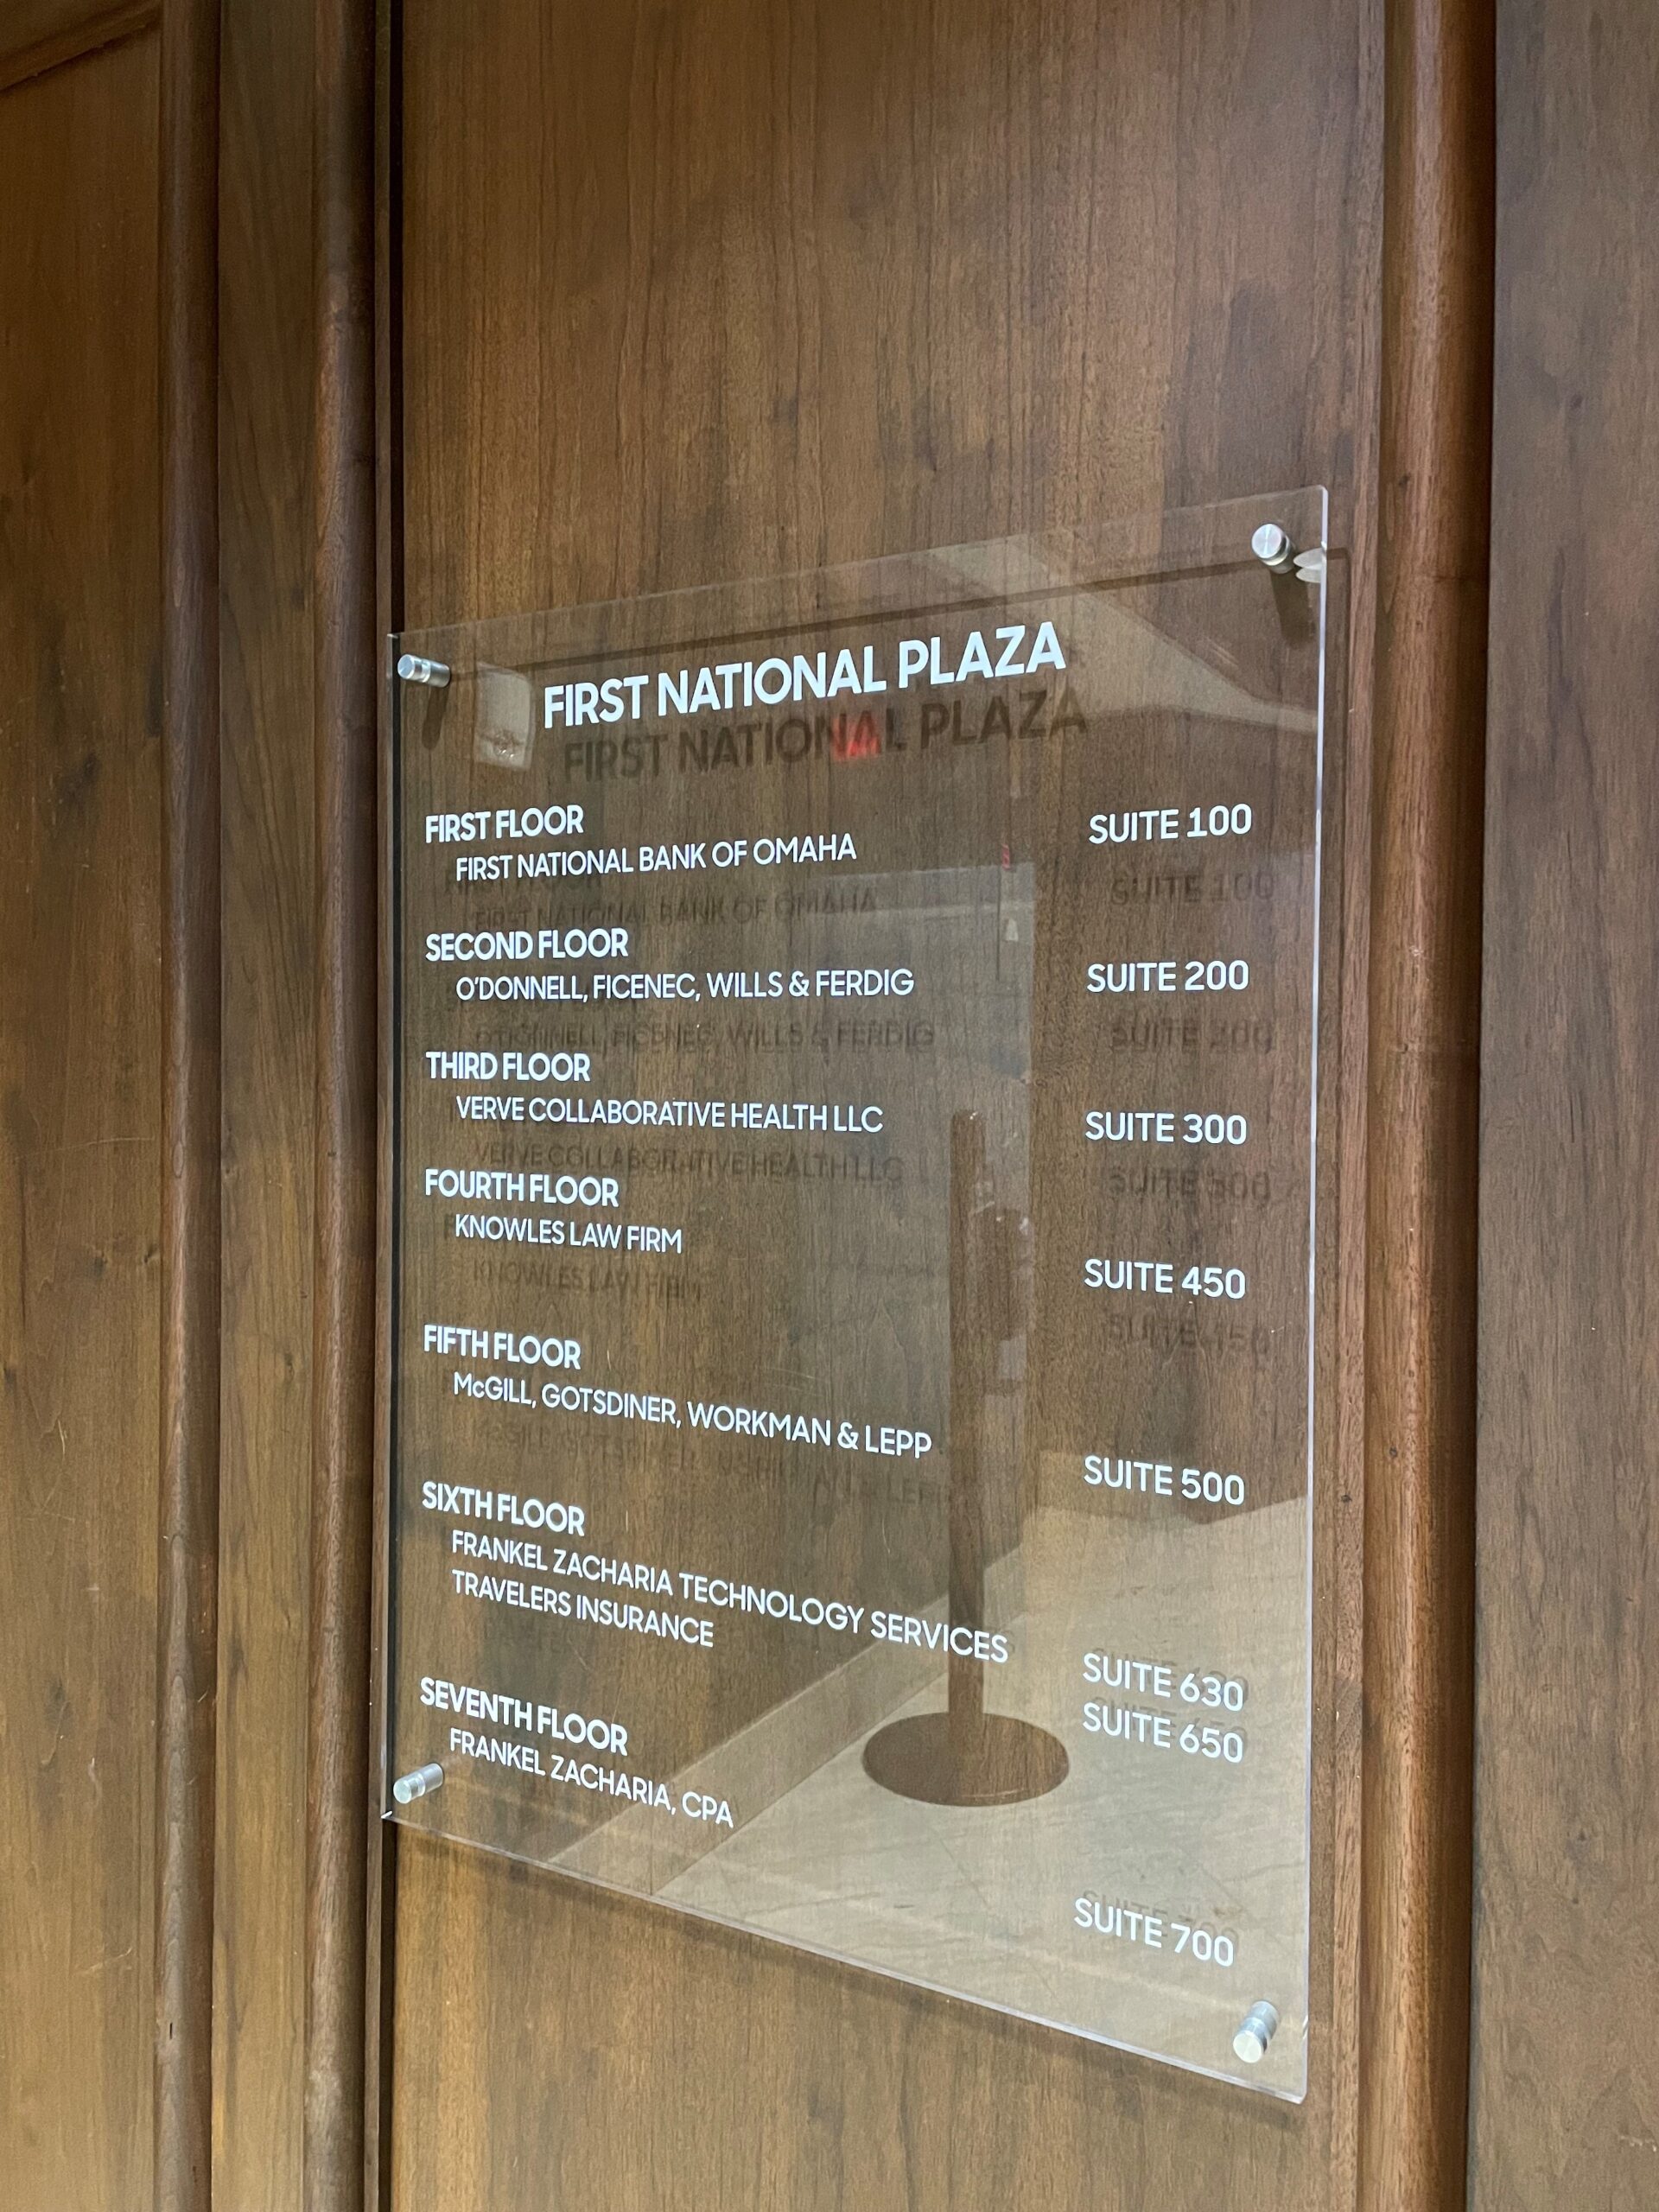 FIRST NATIONAL PLAZA
FIRST FLOOR
FIRST NATIONAL BANK OF OMAHA SUITE 100
SECOND FLOOR
O'DONNELL, FICENEC, WILLS & FERDIG SUITE 200
THIRD FLOOR
VERVE COLLABORATIVE HEALTH LLC SUITE 300
FOURTH FLOOR
KNOWLES LAW FIRM SUITE 450
FIFTH FLOOR
McGILL, GOTSDINER, WORKMAN & LEPP SUITE 500
SIXTH FLOOR
FRANKEL ZACHARIA TECHNOLOGY SERVICES SUITE 630
TRAVELERS INSURANCE SUITE 650
SEVENTH FLOOR
FRANKEL ZACHARIA, CPA SUITE 700